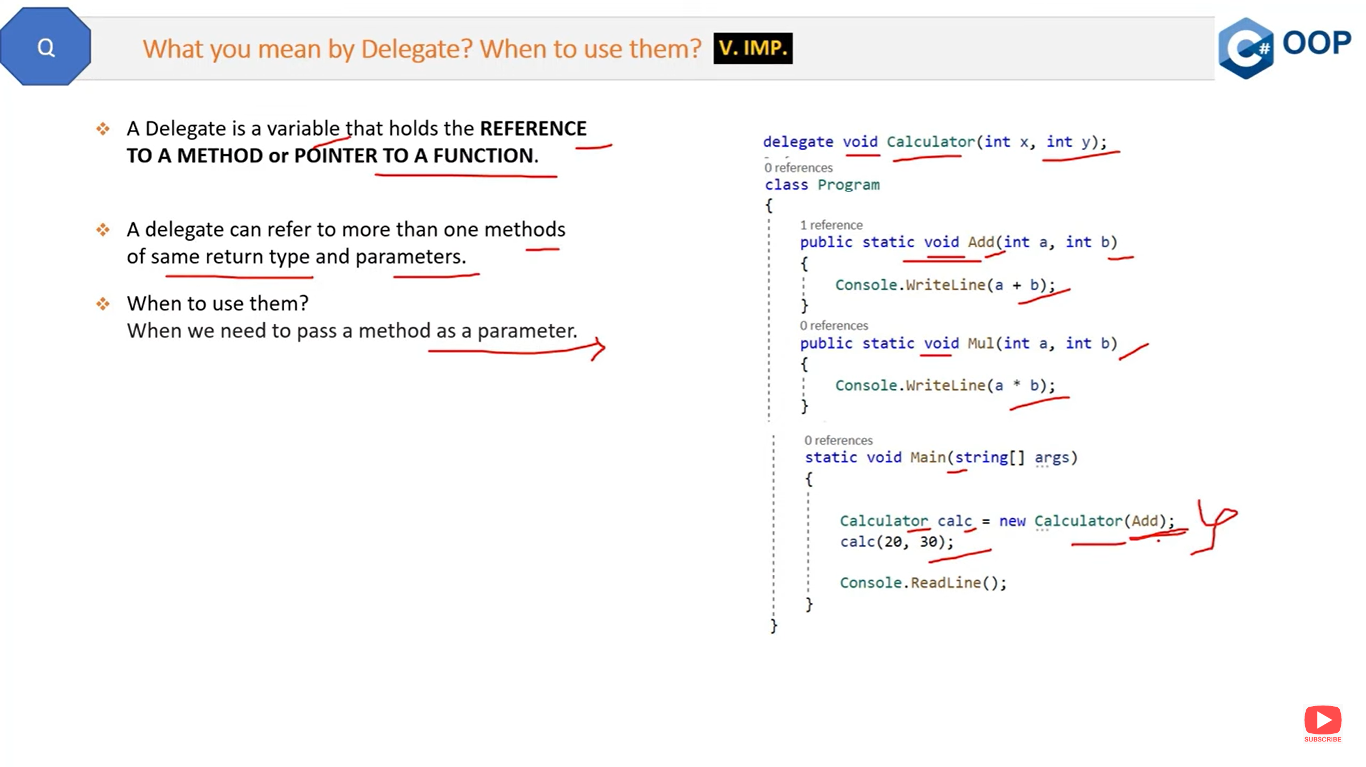 Q
What you mean by Delegate? When to use them?
V. IMP.
C#
OOP
❖ A Delegate is a variable that holds the REFERENCE
TO A METHOD or POINTER TO A FUNCTION.
❖ A delegate can refer to more than one methods
of same return type and parameters.
❖ When to use them?
When we need to pass a method as a parameter.
delegate void Calculator(int x, int y);
0 references
class Program
{
1 reference
public static void Add(int a, int b)
{
Console.WriteLine(a + b);
}
0 references
public static void Mul(int a, int b)
{
Console.WriteLine(a * b);
}
0 references
static void Main(string[] args)
{
Calculator calc = new Calculator(Add);
calc(20, 30);
Console.ReadLine();
}
}
SUBSCRIBE